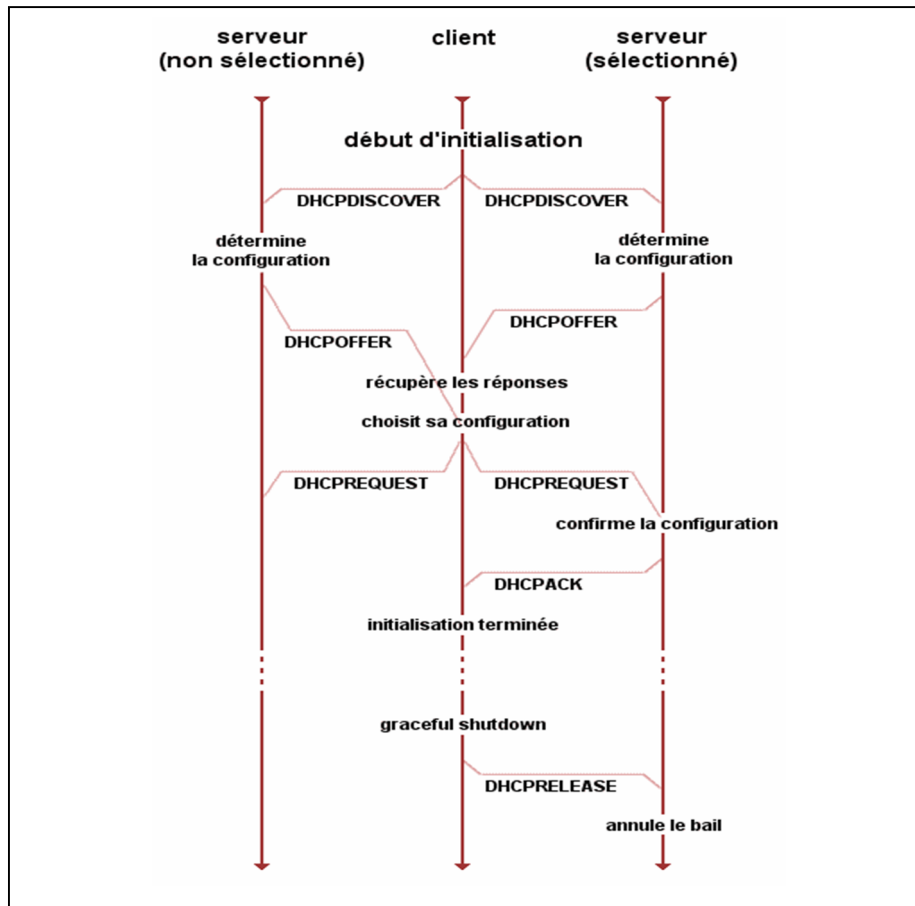 serveur
(non sélectionné)
client
serveur
(sélectionné)
début d'initialisation
DHCPDISCOVER
DHCPDISCOVER
détermine
la configuration
détermine
la configuration
DHCPOFFER
DHCPOFFER
récupère les réponses
choisit sa configuration
DHCPREQUEST
DHCPREQUEST
confirme la configuration
DHCPACK
initialisation terminée
graceful shutdown
DHCPRELEASE
annule le bail